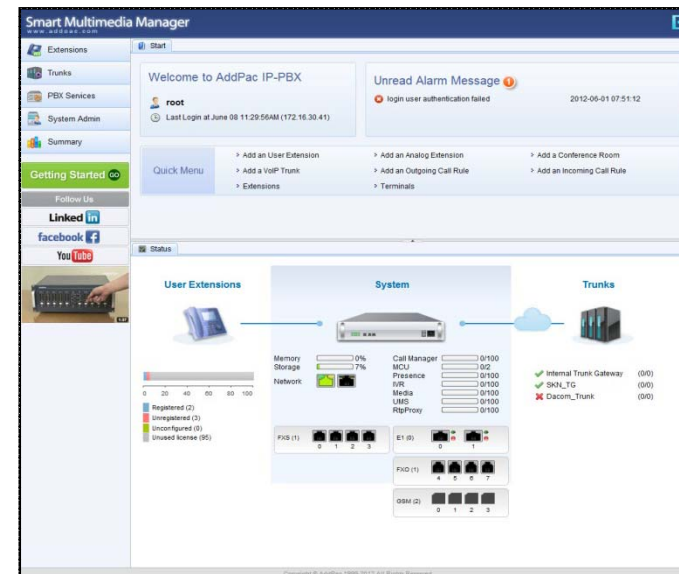 Smart Multimedia Manager
www.addpac.com
Extensions
Trunks
PBX Services
System Admin
Summary
Getting Started GO
Follow Us
Linked in
facebook
You Tube
Start
Welcome to AddPac IP-PBX
root
Last Login at June 08 11:29:56AM (172.16.30.41)
Unread Alarm Message 1
login user authentication failed 2012-06-01 07:51:12
Quick Menu
> Add an User Extension > Add an Analog Extension > Add a Conference Room
> Add a VoIP Trunk > Add an Outgoing Call Rule > Add an Incoming Call Rule
> Extensions > Terminals
Status
User Extensions System Trunks
0 20 40 60 80 100
Registered (2)
Unregistered (3)
Unconfigured (0)
Unused license (95)
Memory 0%
Storage 7%
Network
Call Manager 0/100
MCU 0/2
Presence 0/100
IVR 0/100
Media 0/100
UMS 0/100
RtpProxy 0/100
Internal Trunk Gateway (0/0)
SKN_TG (0/0)
Dacom_Trunk (0/0)
FXS (1) 0 1 2 3
E1 (0) 0 1
FXO (1) 4 5 6 7
GSM (2) 0 1 2 3